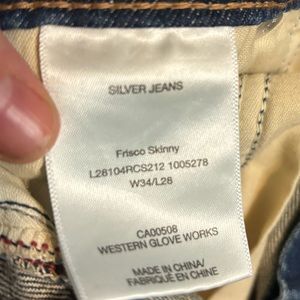 SILVER JEANS
Frisco Skinny
L28104RCS212 1005278
W34/L28
CA00508
WESTERN GLOVE WORKS
MADE IN CHINA/
FABRIQUÉ EN CHINE